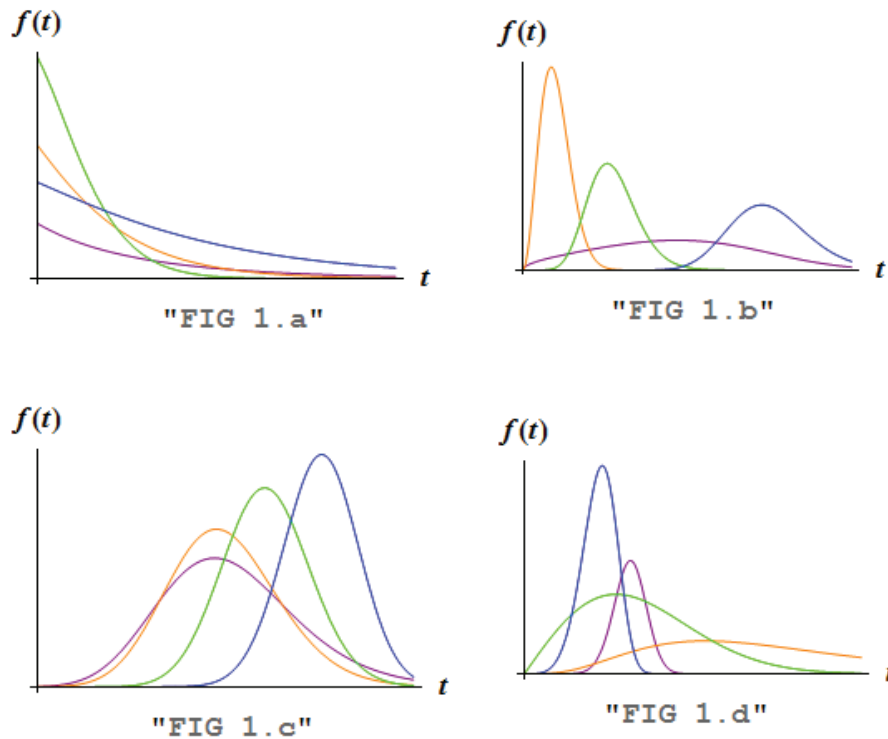 f(t)
t
"FIG 1.a"
f(t)
t
"FIG 1.b"
f(t)
t
"FIG 1.c"
f(t)
t
"FIG 1.d"